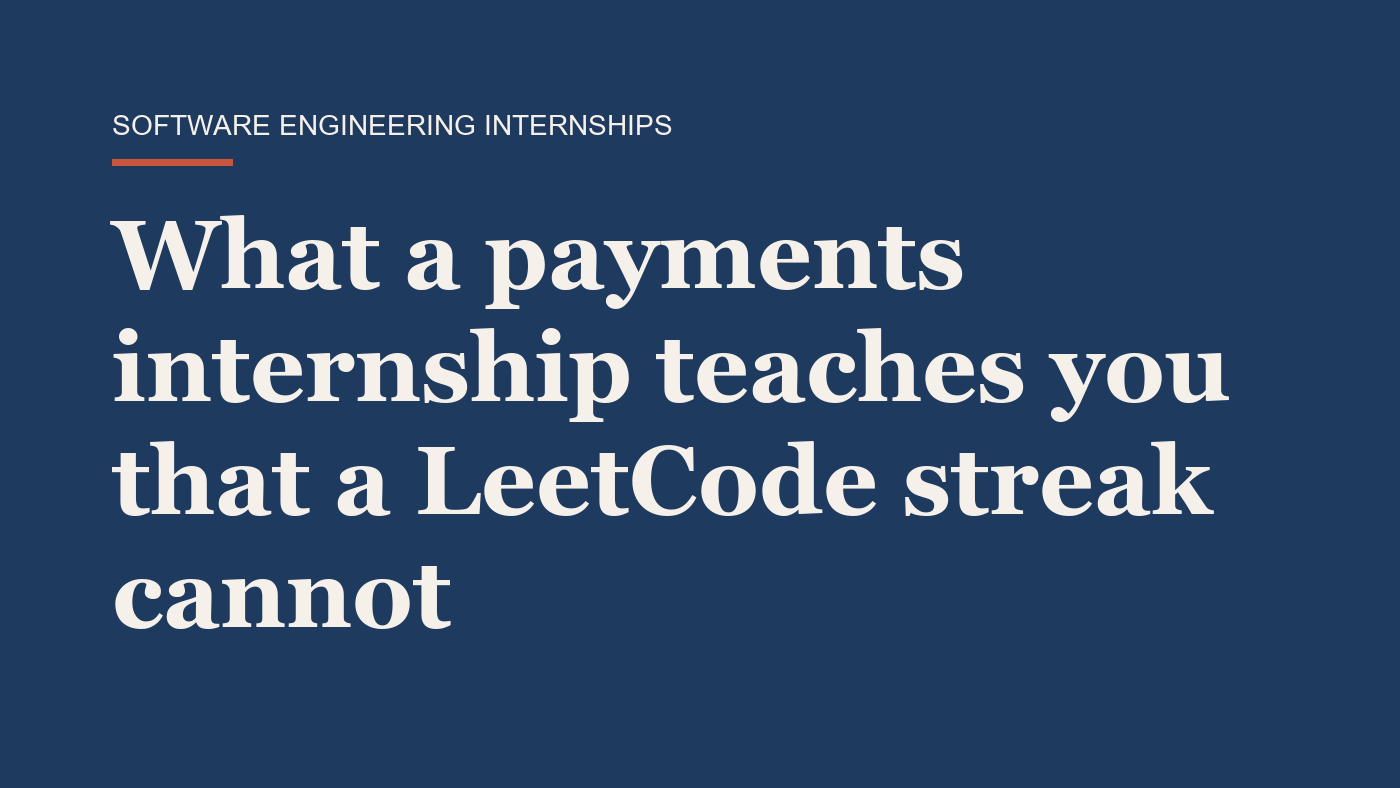 SOFTWARE ENGINEERING INTERNSHIPS
What a payments
internship teaches you
that a LeetCode streak
cannot